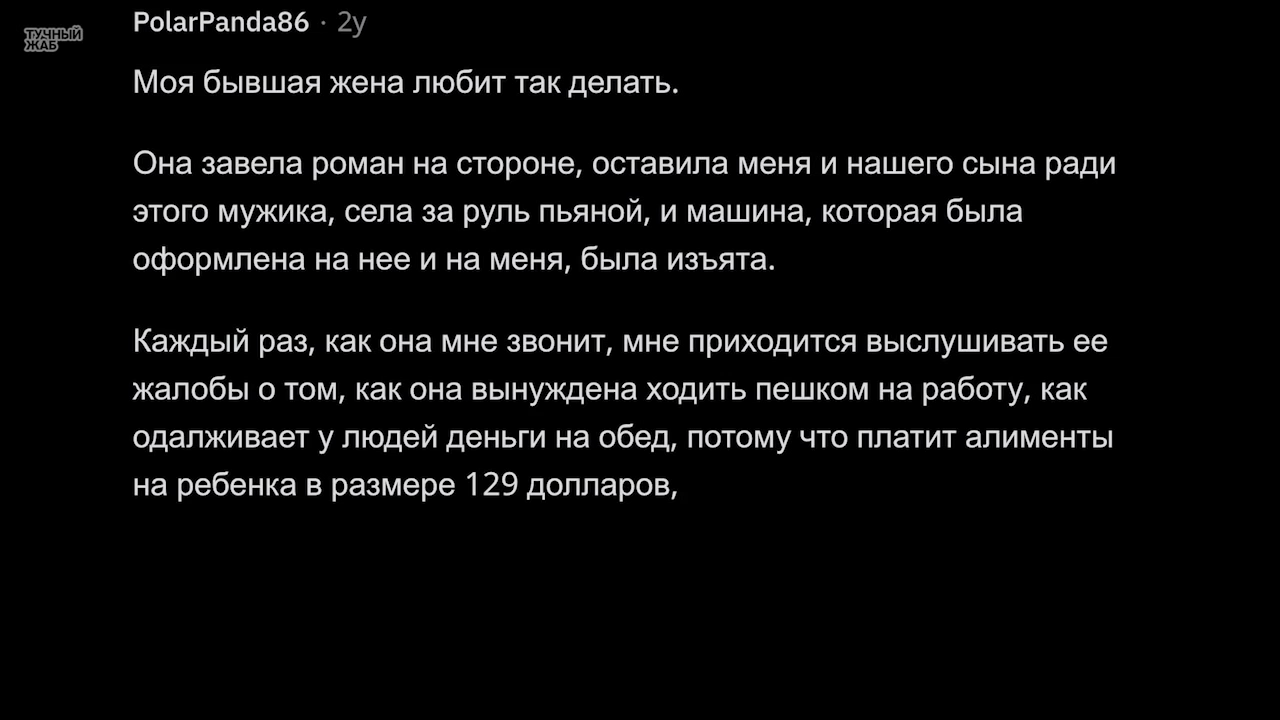 PolarPanda86 · 2y
ТУЧНЫЙ
ЖАБ
Моя бывшая жена любит так делать.
Она завела роман на стороне, оставила меня и нашего сына ради
этого мужика, села за руль пьяной, и машина, которая была
оформлена на нее и на меня, была изъята.
Каждый раз, как она мне звонит, мне приходится выслушивать ее
жалобы о том, как она вынуждена ходить пешком на работу, как
одалживает у людей деньги на обед, потому что платит алименты
на ребенка в размере 129 долларов,